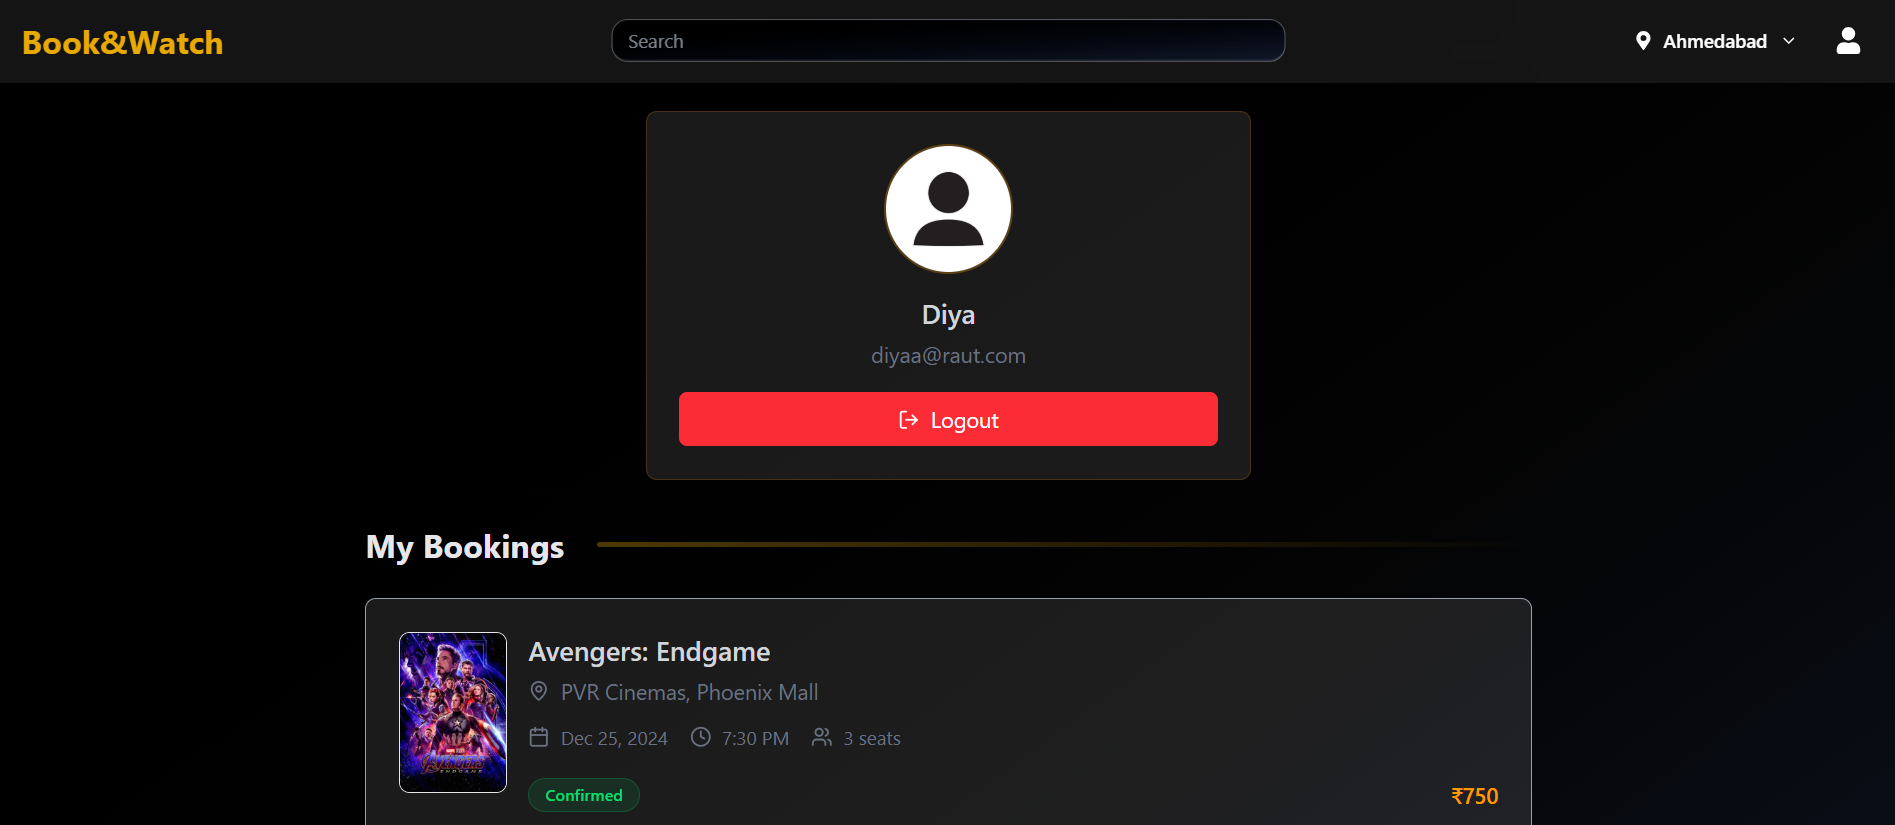 Book&Watch
Search
Ahmedabad
Diya
diyaa@raut.com
Logout
My Bookings
Avengers: Endgame
PVR Cinemas, Phoenix Mall
Dec 25, 2024 7:30 PM 3 seats
Confirmed
₹750
AVENGERS
ENDGAME